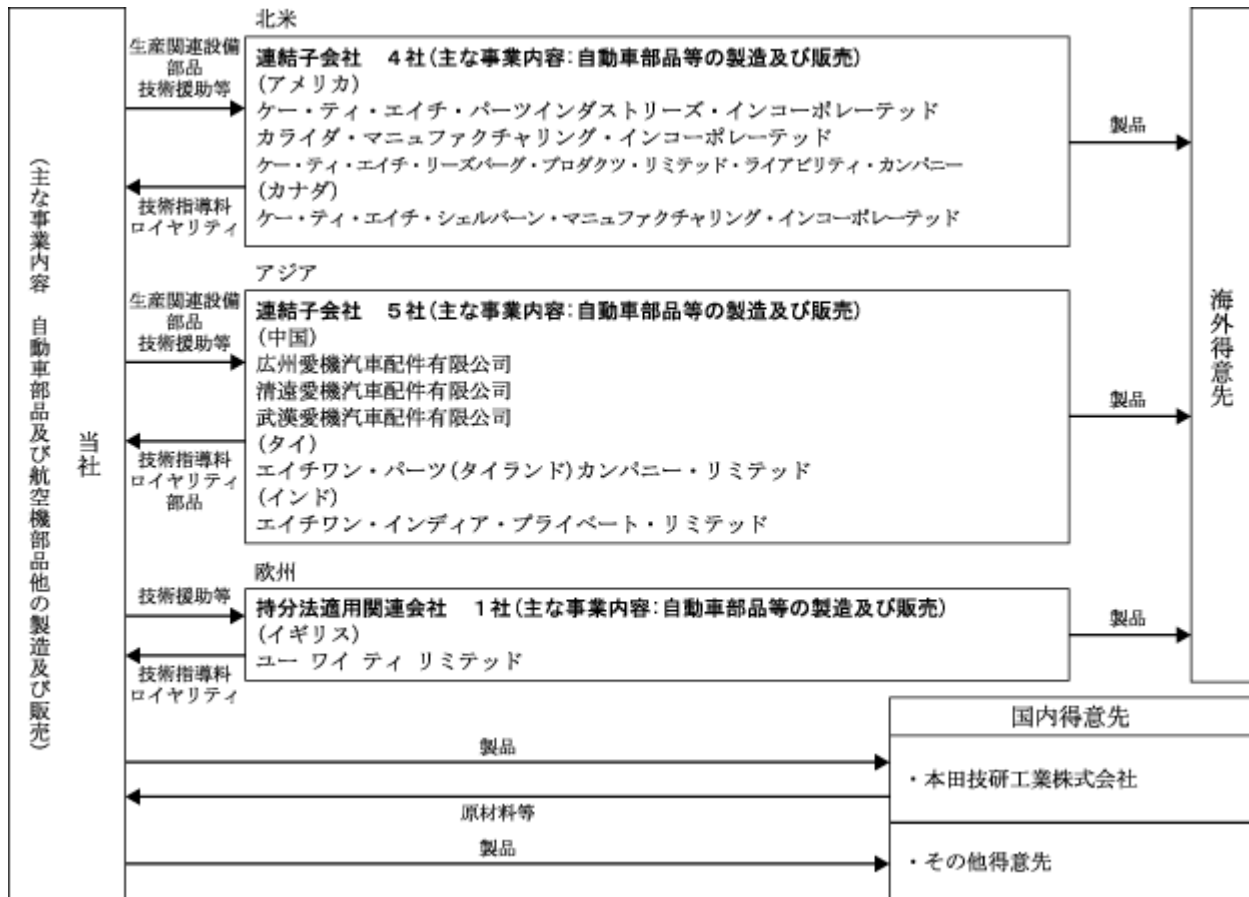 (主な事業内容 自動車部品及び航空機部品他の製造及び販売)
当社
北米
生産関連設備
部品
技術援助等
技術指導料
ロイヤリティ
連結子会社 4社(主な事業内容:自動車部品等の製造及び販売)
(アメリカ)
ケー・ティ・エイチ・パーツインダストリーズ・インコーポレーテッド
カライダ・マニュファクチャリング・インコーポレーテッド
ケー・ティ・エイチ・リーズバーグ・プロダクツ・リミテッド・ライアビリティ・カンパニー
(カナダ)
ケー・ティ・エイチ・シェルバーン・マニュファクチャリング・インコーポレーテッド
製品
アジア
生産関連設備
部品
技術援助等
技術指導料
ロイヤリティ
部品
連結子会社 5社(主な事業内容:自動車部品等の製造及び販売)
(中国)
広州愛機汽車配件有限公司
清遠愛機汽車配件有限公司
武漢愛機汽車配件有限公司
(タイ)
エイチワン・パーツ(タイランド)カンパニー・リミテッド
(インド)
エイチワン・インディア・プライベート・リミテッド
製品
欧州
技術援助等
技術指導料
ロイヤリティ
持分法適用関連会社 1社(主な事業内容:自動車部品等の製造及び販売)
(イギリス)
ユー ワイ ティ リミテッド
製品
海外得意先
国内得意先
製品
・本田技研工業株式会社
原材料等
製品
・その他得意先